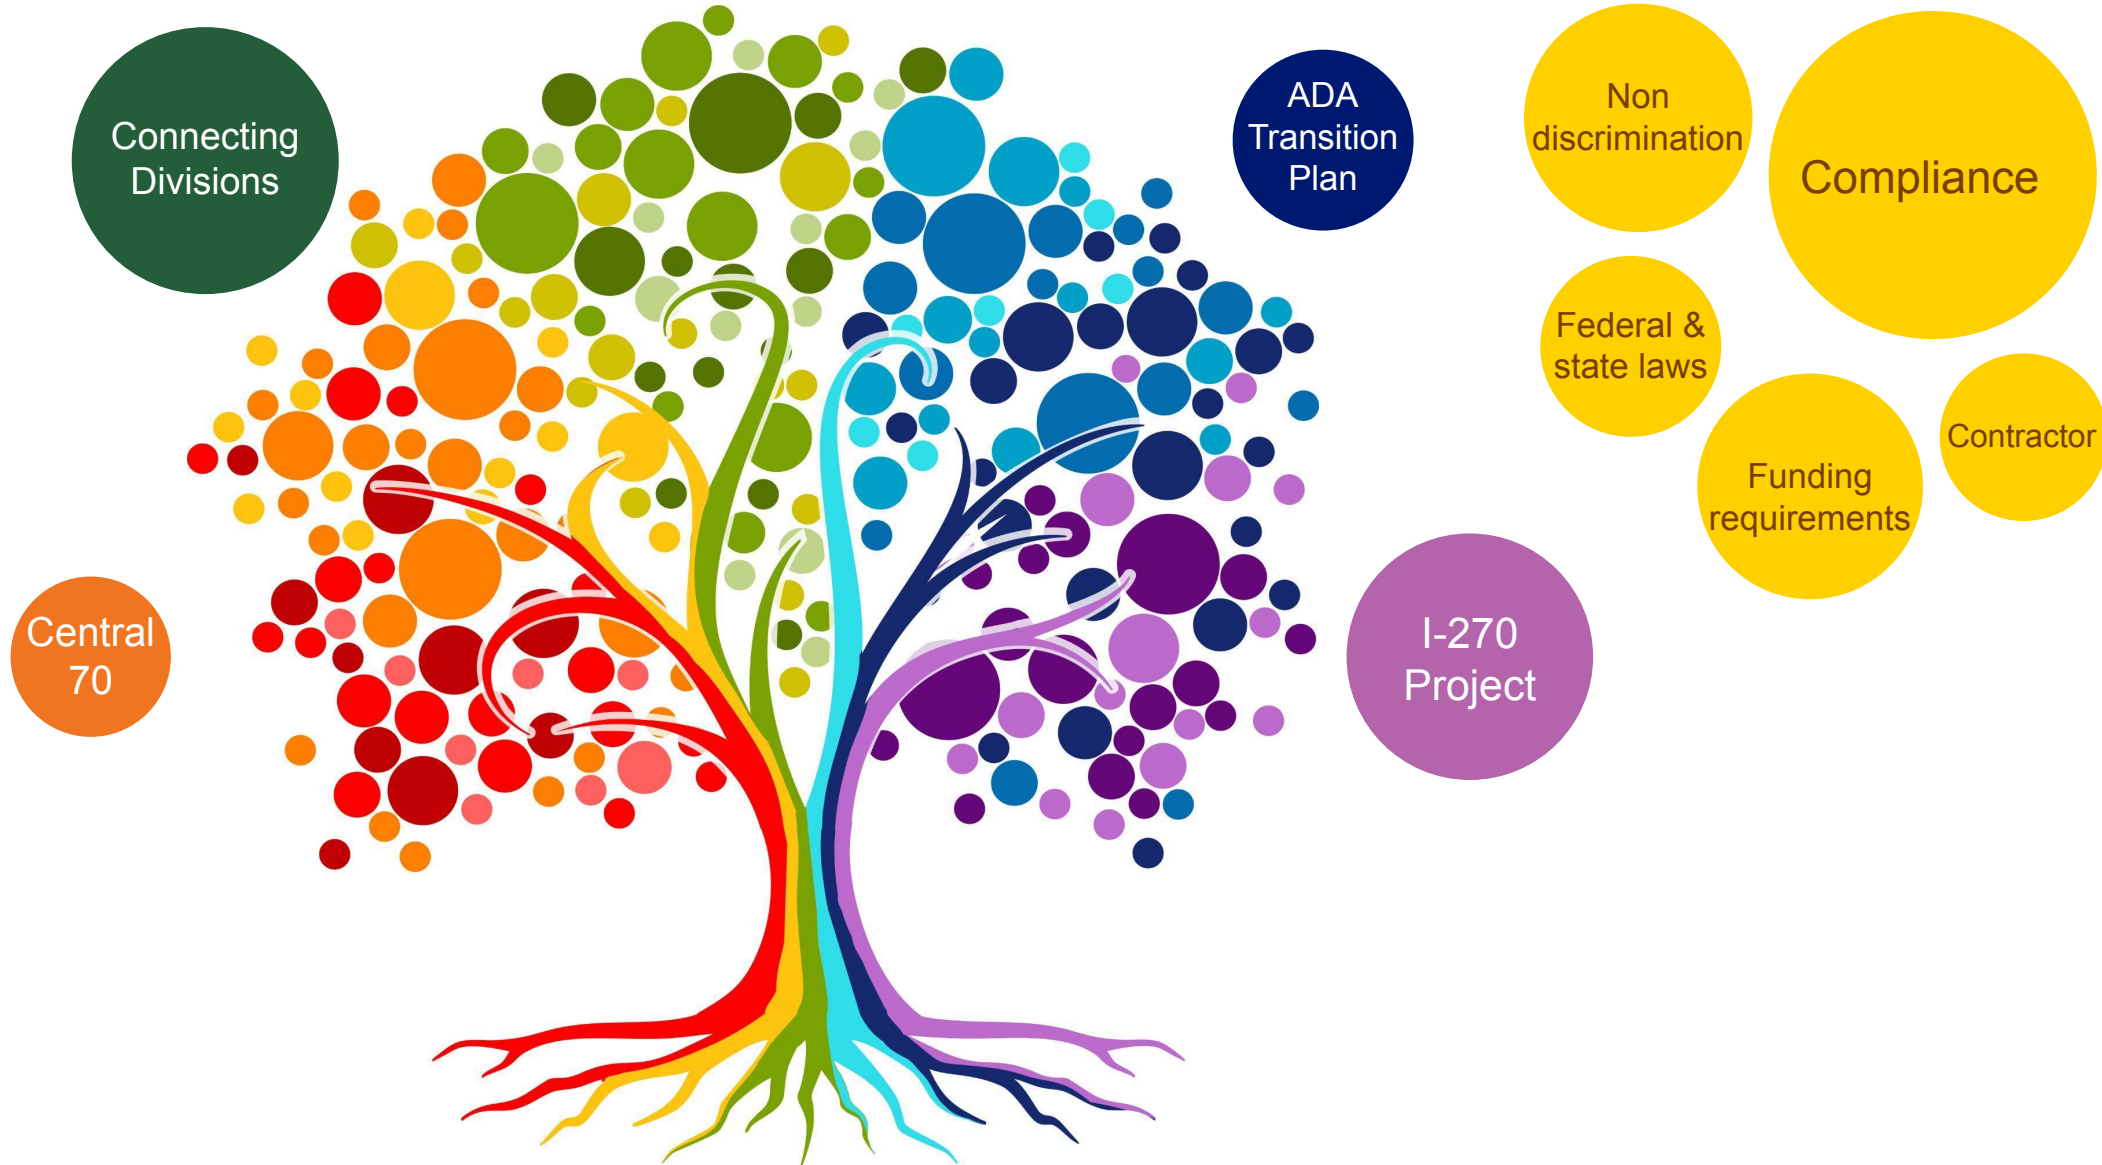 Connecting
Divisions
ADA
Transition
Plan
Non
discrimination
Compliance
Federal &
state laws
Contractor
Funding
requirements
Central
70
I-270
Project